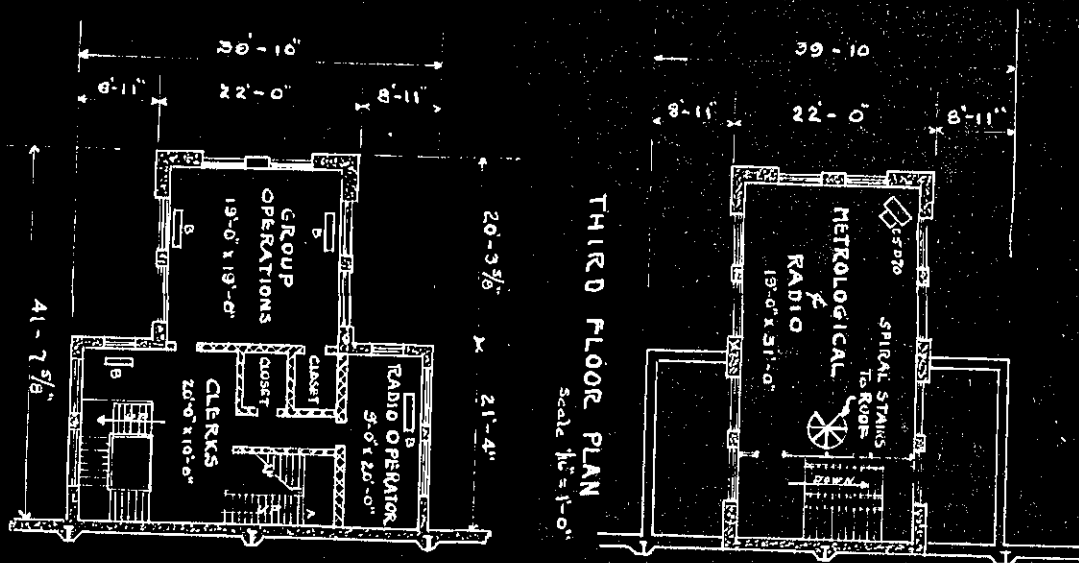 39'-10"
8'-11"
22'-0"
8'-11"
41'-7 5/8"
20'-3 5/8"
21'-4"
GROUP
OPERATIONS
19'-0" x 19'-0"
B
B
CLOSET
CLOSET
RADIO OPERATOR
9'-0" x 20'-0"
B
CLERKS
20'-0" x 10'-0"
B
A
THIRD FLOOR PLAN
Scale 1/16" = 1'-0"
39-10
8'-11
22'-0"
8'-11"
METROLOGICAL
&
RADIO
19'-0" x 31'-0"
SPIRAL STAIRS
TO ROOF
DOWN